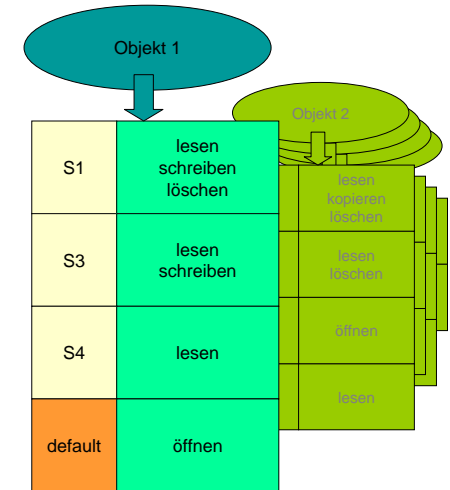 Objekt 1
S1
lesen
schreiben
löschen
S3
lesen
schreiben
S4
lesen
default
öffnen
Objekt 2
lesen
kopieren
löschen
lesen
löschen
öffnen
lesen